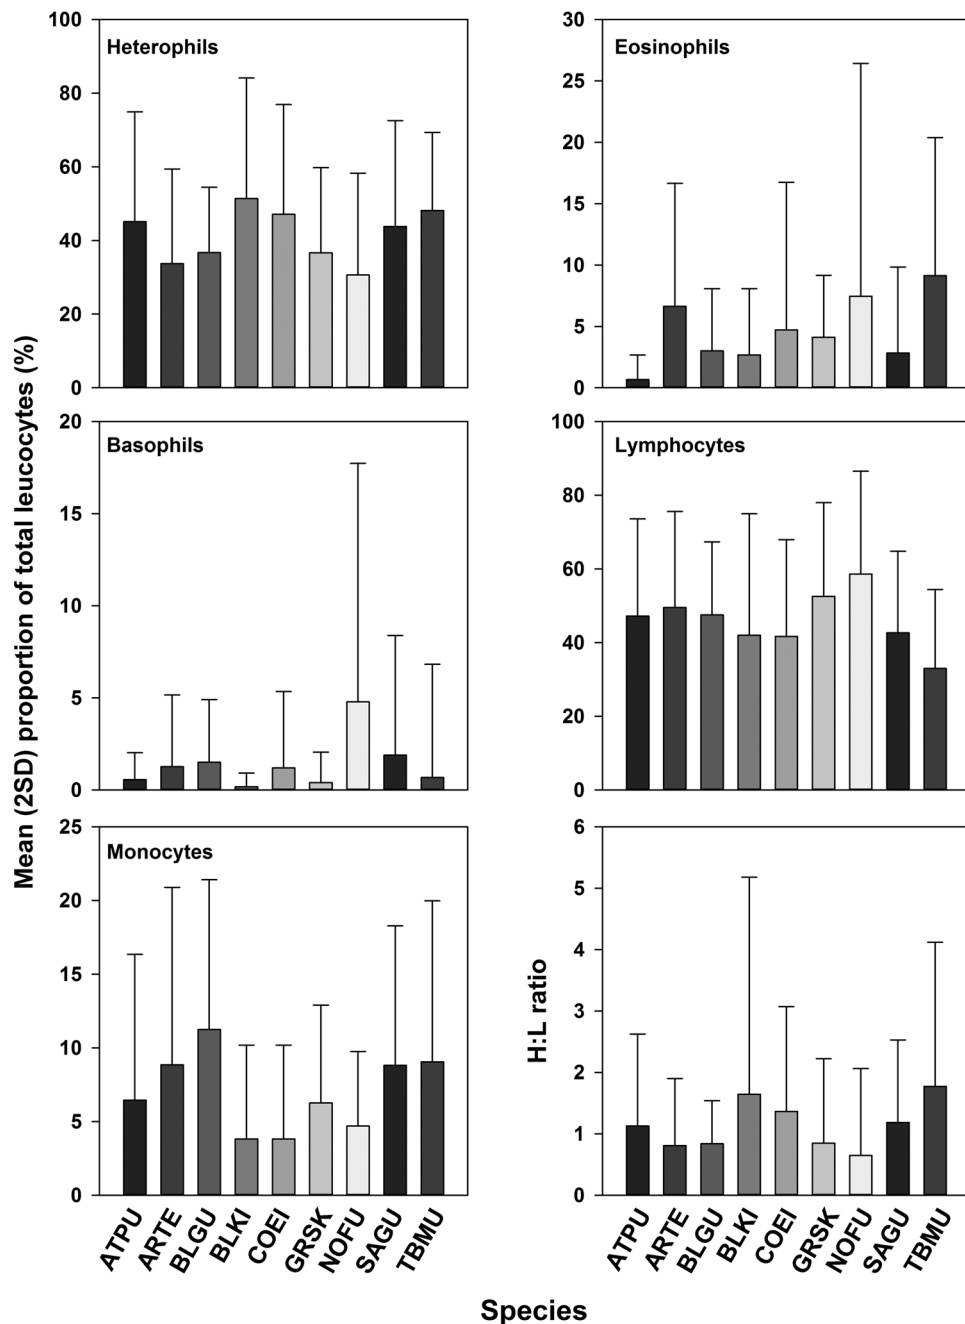 Mean (2SD) proportion of total leucocytes (%)
Heterophils
100
80
60
40
20
0
Eosinophils
30
25
20
15
10
5
0
Basophils
20
15
10
5
0
Lymphocytes
100
80
60
40
20
0
Monocytes
25
20
15
10
5
0
H:L ratio
6
5
4
3
2
1
0
ATPU
ARTE
BLGU
BLKI
COEI
GRSK
NOFU
SAGU
TBMU
ATPU
ARTE
BLGU
BLKI
COEI
GRSK
NOFU
SAGU
TBMU
Species